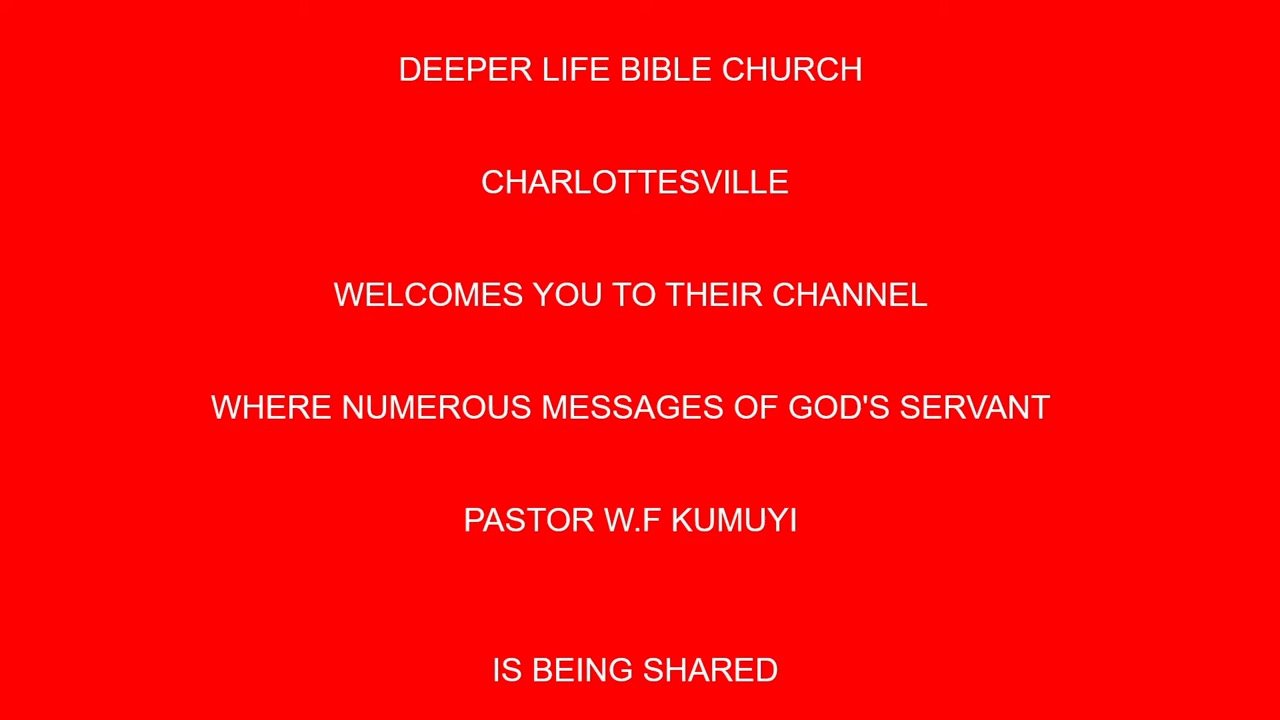 DEEPER LIFE BIBLE CHURCH
CHARLOTTESVILLE
WELCOMES YOU TO THEIR CHANNEL
WHERE NUMEROUS MESSAGES OF GOD'S SERVANT
PASTOR W.F KUMUYI
IS BEING SHARED